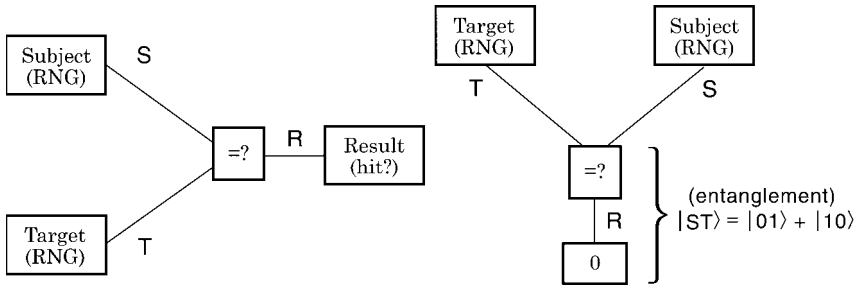 Subject
(RNG)
S
=?
R
Result
(hit?)
Target
(RNG)
T
Target
(RNG)
Subject
(RNG)
T
S
=?
R
0
(entanglement)
|ST⟩ = |01⟩ + |10⟩